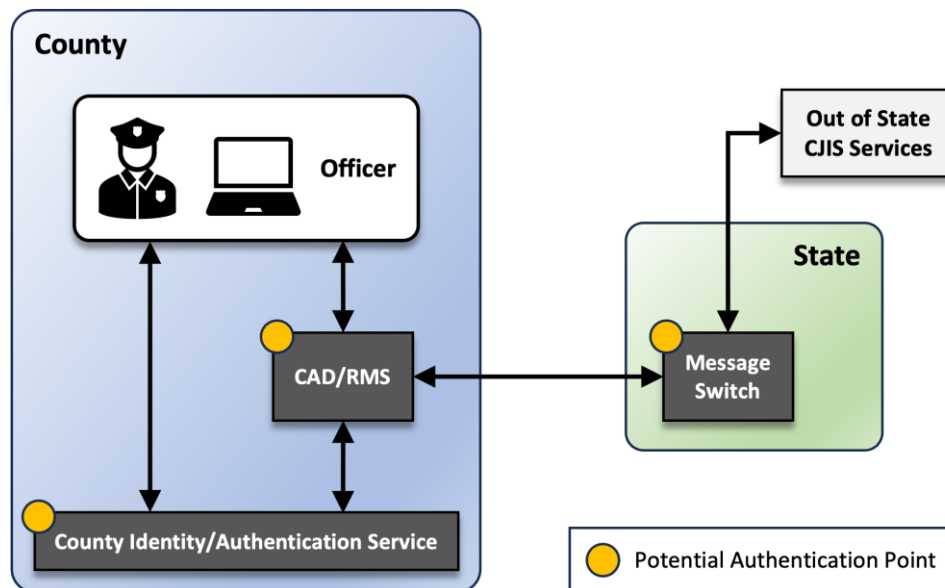 County
Officer
Out of State
CJIS Services
State
CAD/RMS
Message
Switch
County Identity/Authentication Service
Potential Authentication Point